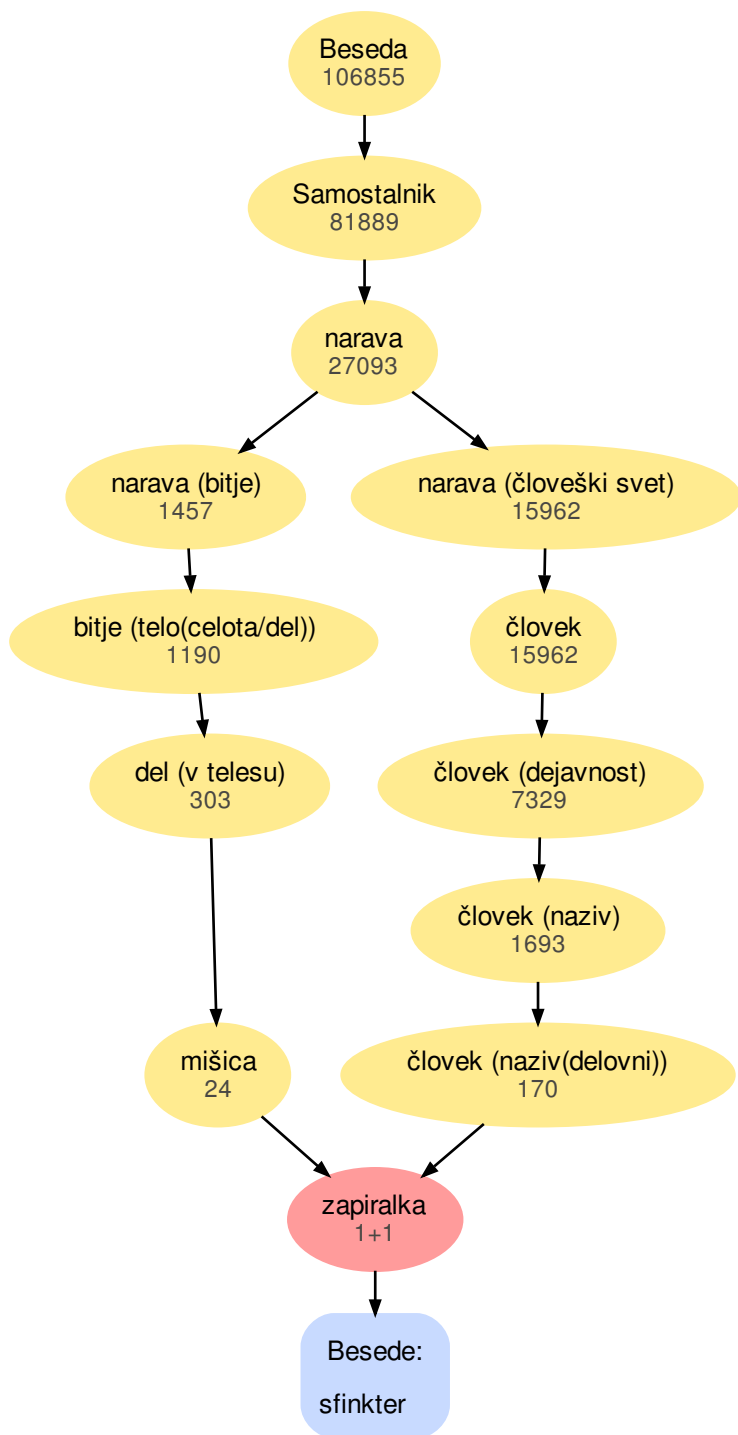 Beseda
106855
Samostalnik
81889
narava
27093
narava (bitje)
1457
narava (človeški svet)
15962
bitje (telo(celota/del))
1190
človek
15962
del (v telesu)
303
človek (dejavnost)
7329
človek (naziv)
1693
mišica
24
človek (naziv(delovni))
170
zapiralka
1+1
Besede:
sfinkter